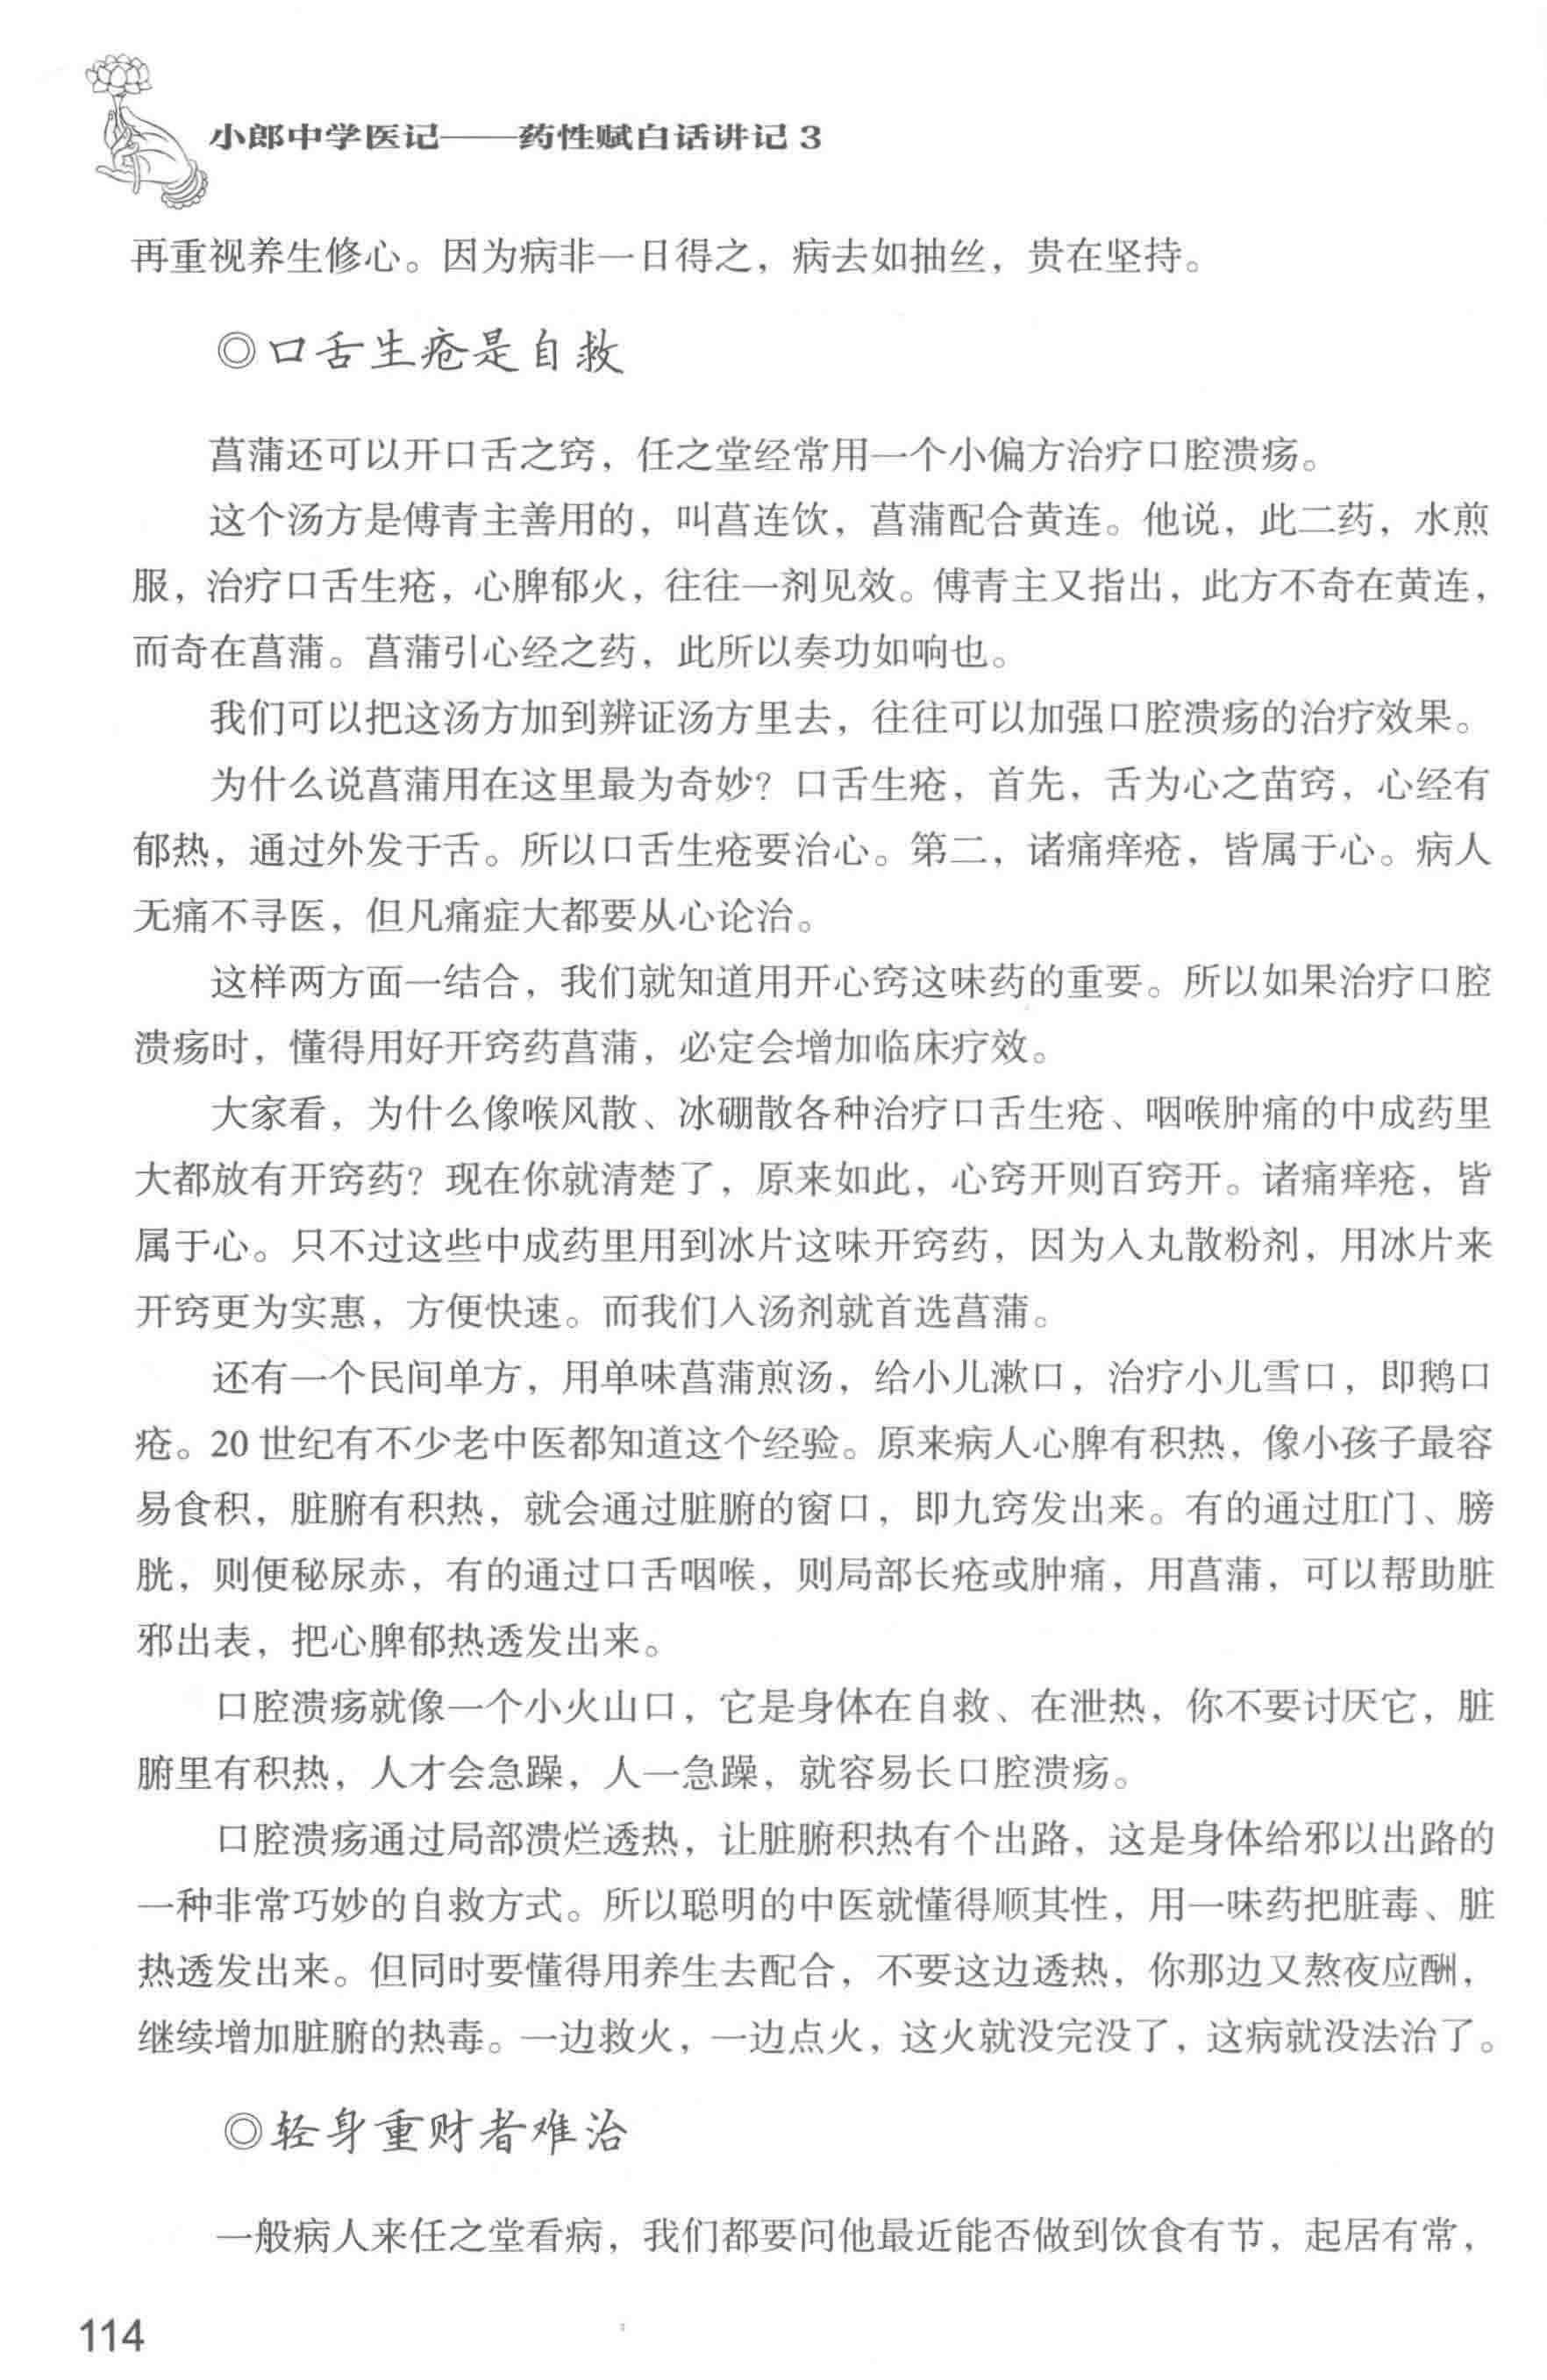 小郎中学医记——药性赋白话讲记3
再重视养生修心。因为病非一日得之，病去如抽丝，贵在坚持。
◎口舌生疮是自救
菖蒲还可以开口舌之窍，任之堂经常用一个小偏方治疗口腔溃疡。
这个汤方是傅青主善用的，叫菖连饮，菖蒲配合黄连。他说，此二药，水煎
服，治疗口舌生疮，心脾郁火，往往一剂见效。傅青主又指出，此方不奇在黄连，
而奇在菖蒲。菖蒲引心经之药，此所以奏功如响也。
我们可以把这汤方加到辨证汤方里去，往往可以加强口腔溃疡的治疗效果。
为什么说菖蒲用在这里最为奇妙？口舌生疮，首先，舌为心之苗窍，心经有
郁热，通过外发于舌。所以口舌生疮要治心。第二，诸痛痒疮，皆属于心。病人
无痛不寻医，但凡痛症大都要从心论治。
这样两方面一结合，我们就知道用开心窍这味药的重要。所以如果治疗口腔
溃疡时，懂得用好开窍药菖蒲，必定会增加临床疗效。
大家看，为什么像喉风散、冰硼散各种治疗口舌生疮、咽喉肿痛的中成药里
大都放有开窍药？现在你就清楚了，原来如此，心窍开则百窍开。诸痛痒疮，皆
属于心。只不过这些中成药里用到冰片这味开窍药，因为入丸散粉剂，用冰片来
开窍更为实惠，方便快速。而我们入汤剂就首选菖蒲。
还有一个民间单方，用单味菖蒲煎汤，给小儿漱口，治疗小儿雪口，即鹅口
疮。20世纪有不少老中医都知道这个经验。原来病人心脾有积热，像小孩子最容
易食积，脏腑有积热，就会通过脏腑的窗口，即九窍发出来。有的通过肛门、膀
胱，则便秘尿赤，有的通过口舌咽喉，则局部长疮或肿痛，用菖蒲，可以帮助脏
邪出表，把心脾郁热透发出来。
口腔溃疡就像一个小火山口，它是身体在自救、在泄热，你不要讨厌它，脏
腑里有积热，人才会急躁，人一急躁，就容易长口腔溃疡。
口腔溃疡通过局部溃烂透热，让脏腑积热有个出路，这是身体给邪以出路的
一种非常巧妙的自救方式。所以聪明的中医就懂得顺其性，用一味药把脏毒、脏
热透发出来。但同时要懂得用养生去配合，不要这边透热，你那边又熬夜应酬，
继续增加脏腑的热毒。一边救火，一边点火，这火就没完没了，这病就没法治了。
◎轻身重财者难治
一般病人来任之堂看病，我们都要问他最近能否做到饮食有节，起居有常，
114